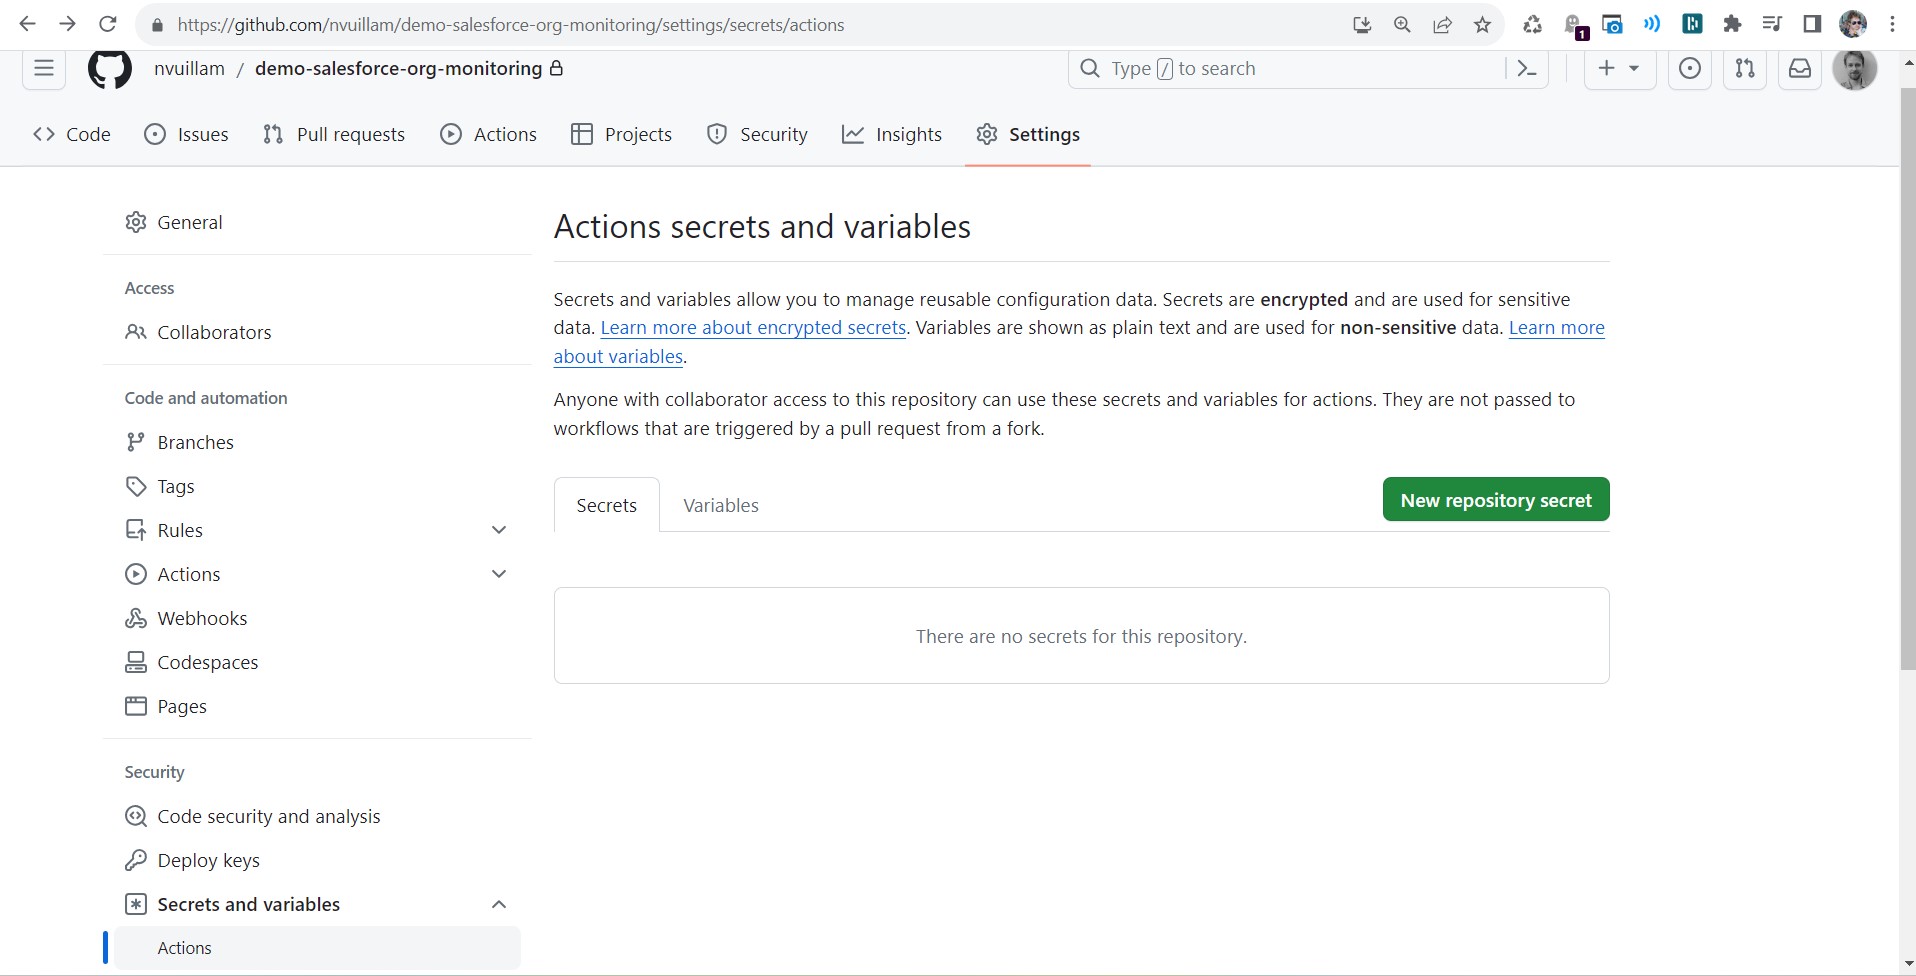 https://github.com/nvuillam/demo-salesforce-org-monitoring/settings/secrets/actions
1
nvuillam / demo-salesforce-org-monitoring
Type / to search
Code
Issues
Pull requests
Actions
Projects
Security
Insights
Settings
General
Access
Collaborators
Code and automation
Branches
Tags
Rules
Actions
Webhooks
Codespaces
Pages
Security
Code security and analysis
Deploy keys
Secrets and variables
Actions
Actions secrets and variables
Secrets and variables allow you to manage reusable configuration data. Secrets are encrypted and are used for sensitive
data. Learn more about encrypted secrets. Variables are shown as plain text and are used for non-sensitive data. Learn more
about variables.
Anyone with collaborator access to this repository can use these secrets and variables for actions. They are not passed to
workflows that are triggered by a pull request from a fork.
Secrets
Variables
New repository secret
There are no secrets for this repository.